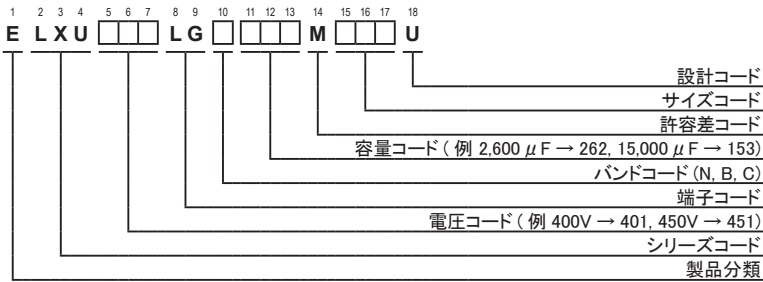 1 2 3 4 5 6 7 8 9 10 11 12 13 14 15 16 17 18
E L X U □□□ L G □ □□□ M □□□ U
設計コード
サイズコード
許容差コード
容量コード ( 例 2,600 μ F → 262, 15,000 μ F → 153)
バンドコード (N, B, C)
端子コード
電圧コード ( 例 400V → 401, 450V → 451)
シリーズコード
製品分類